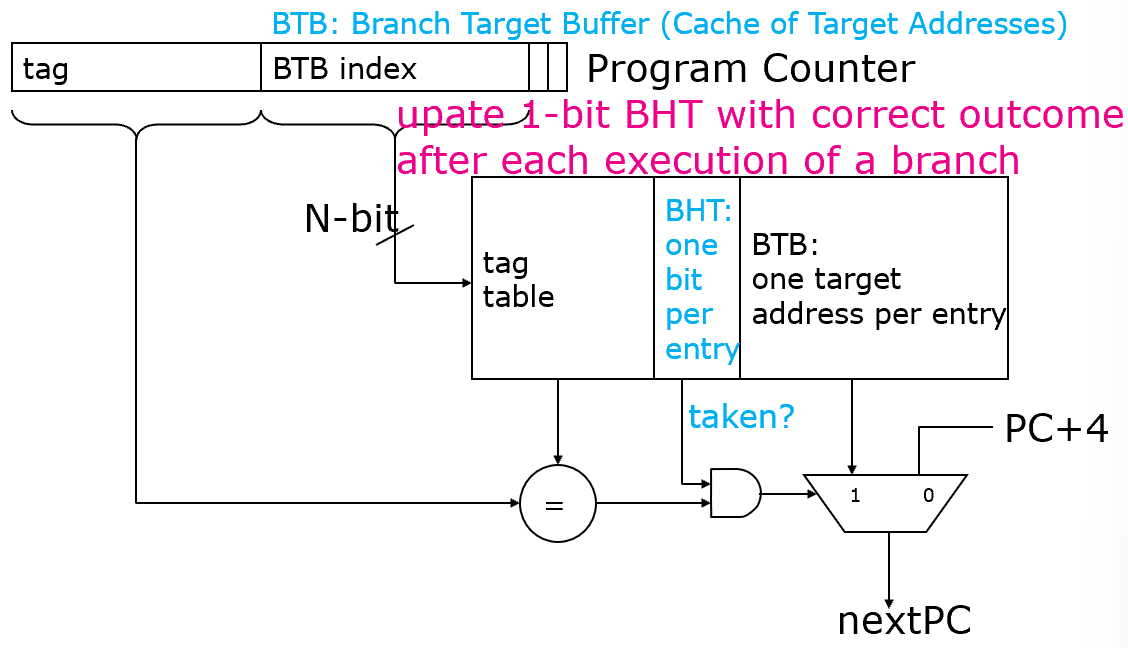 BTB: Branch Target Buffer (Cache of Target Addresses)
tag
BTB index
Program Counter
upate 1-bit BHT with correct outcome
after each execution of a branch
N-bit
tag
table
BHT:
one
bit
per
entry
BTB:
one target
address per entry
taken?
PC+4
=
1
0
nextPC